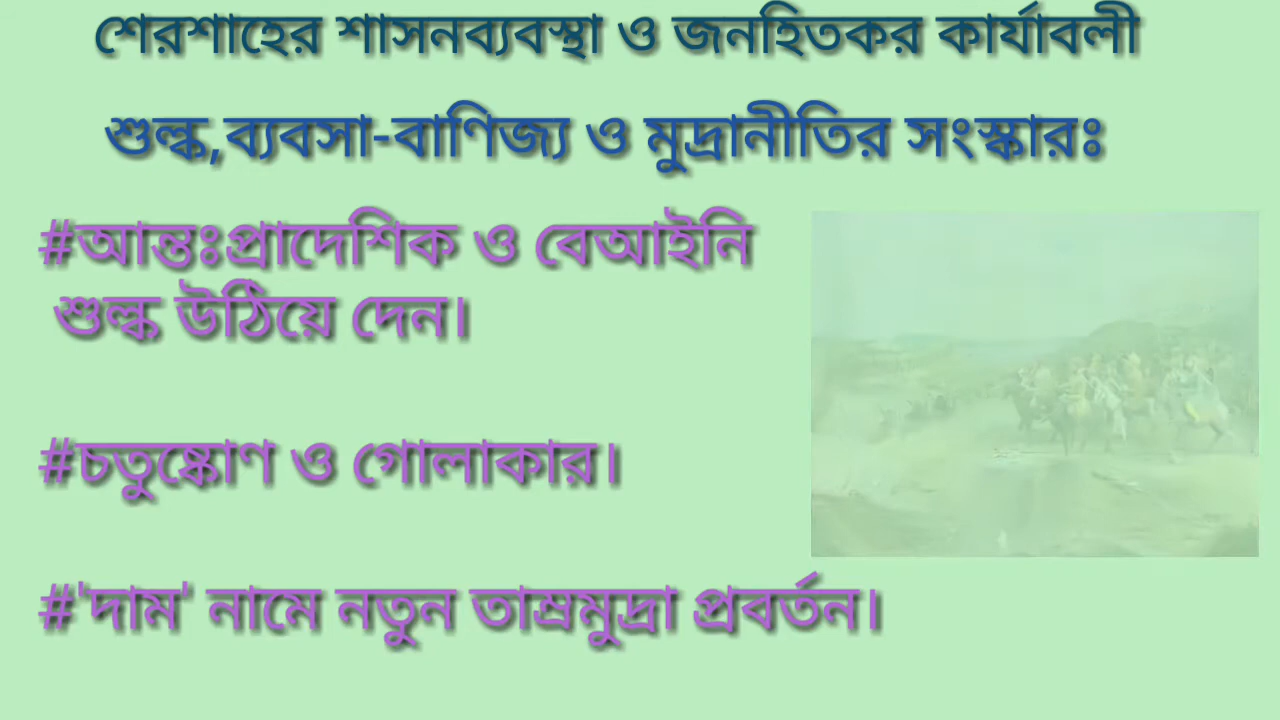 শেরশাহের শাসনব্যবস্থা ও জনহিতকর কার্যাবলী
শুল্ক,ব্যবসা-বাণিজ্য ও মুদ্রানীতির সংস্কারঃ
#আন্তঃপ্রাদেশিক ও বেআইনি
শুল্ক উঠিয়ে দেন।
#চতুষ্কোণ ও গোলাকার।
#'দাম' নামে নতুন তাম্রমুদ্রা প্রবর্তন।